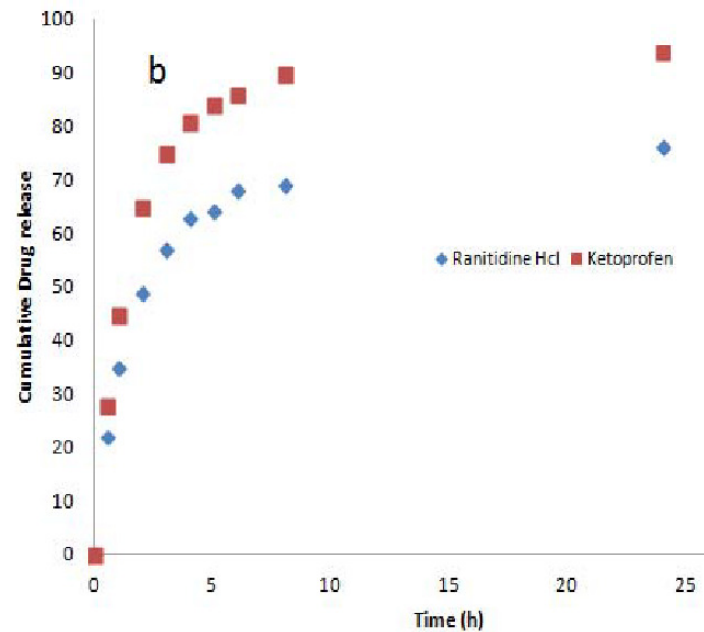 100
b
90
80
70
60
50
40
30
20
10
0
Cumulative Drug release
Ranitidine Hcl Ketoprofen
0 5 10 15 20 25
Time (h)